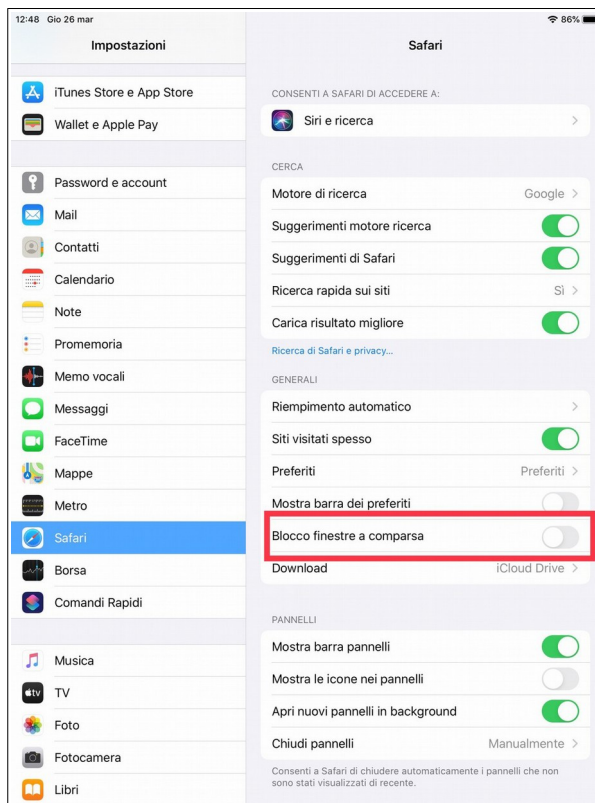 12:48 Gio 26 mar
86%
Impostazioni
iTunes Store e App Store
Wallet e Apple Pay
Password e account
Mail
Contatti
Calendario
Note
Promemoria
Memo vocali
Messaggi
FaceTime
Mappe
Metro
Safari
Borsa
Comandi Rapidi
Musica
tv
TV
Foto
Fotocamera
Libri
Safari
CONSENTI A SAFARI DI ACCEDERE A:
Siri e ricerca
CERCA
Motore di ricerca Google
Suggerimenti motore ricerca
Suggerimenti di Safari
Ricerca rapida sui siti Sì
Carica risultato migliore
Ricerca di Safari e privacy...
GENERALI
Riempimento automatico
Siti visitati spesso
Preferiti Preferiti
Mostra barra dei preferiti
Blocco finestre a comparsa
Download iCloud Drive
PANNELLI
Mostra barra pannelli
Mostra le icone nei pannelli
Apri nuovi pannelli in background
Chiudi pannelli Manualmente
Consenti a Safari di chiudere automaticamente i pannelli che non
sono stati visualizzati di recente.